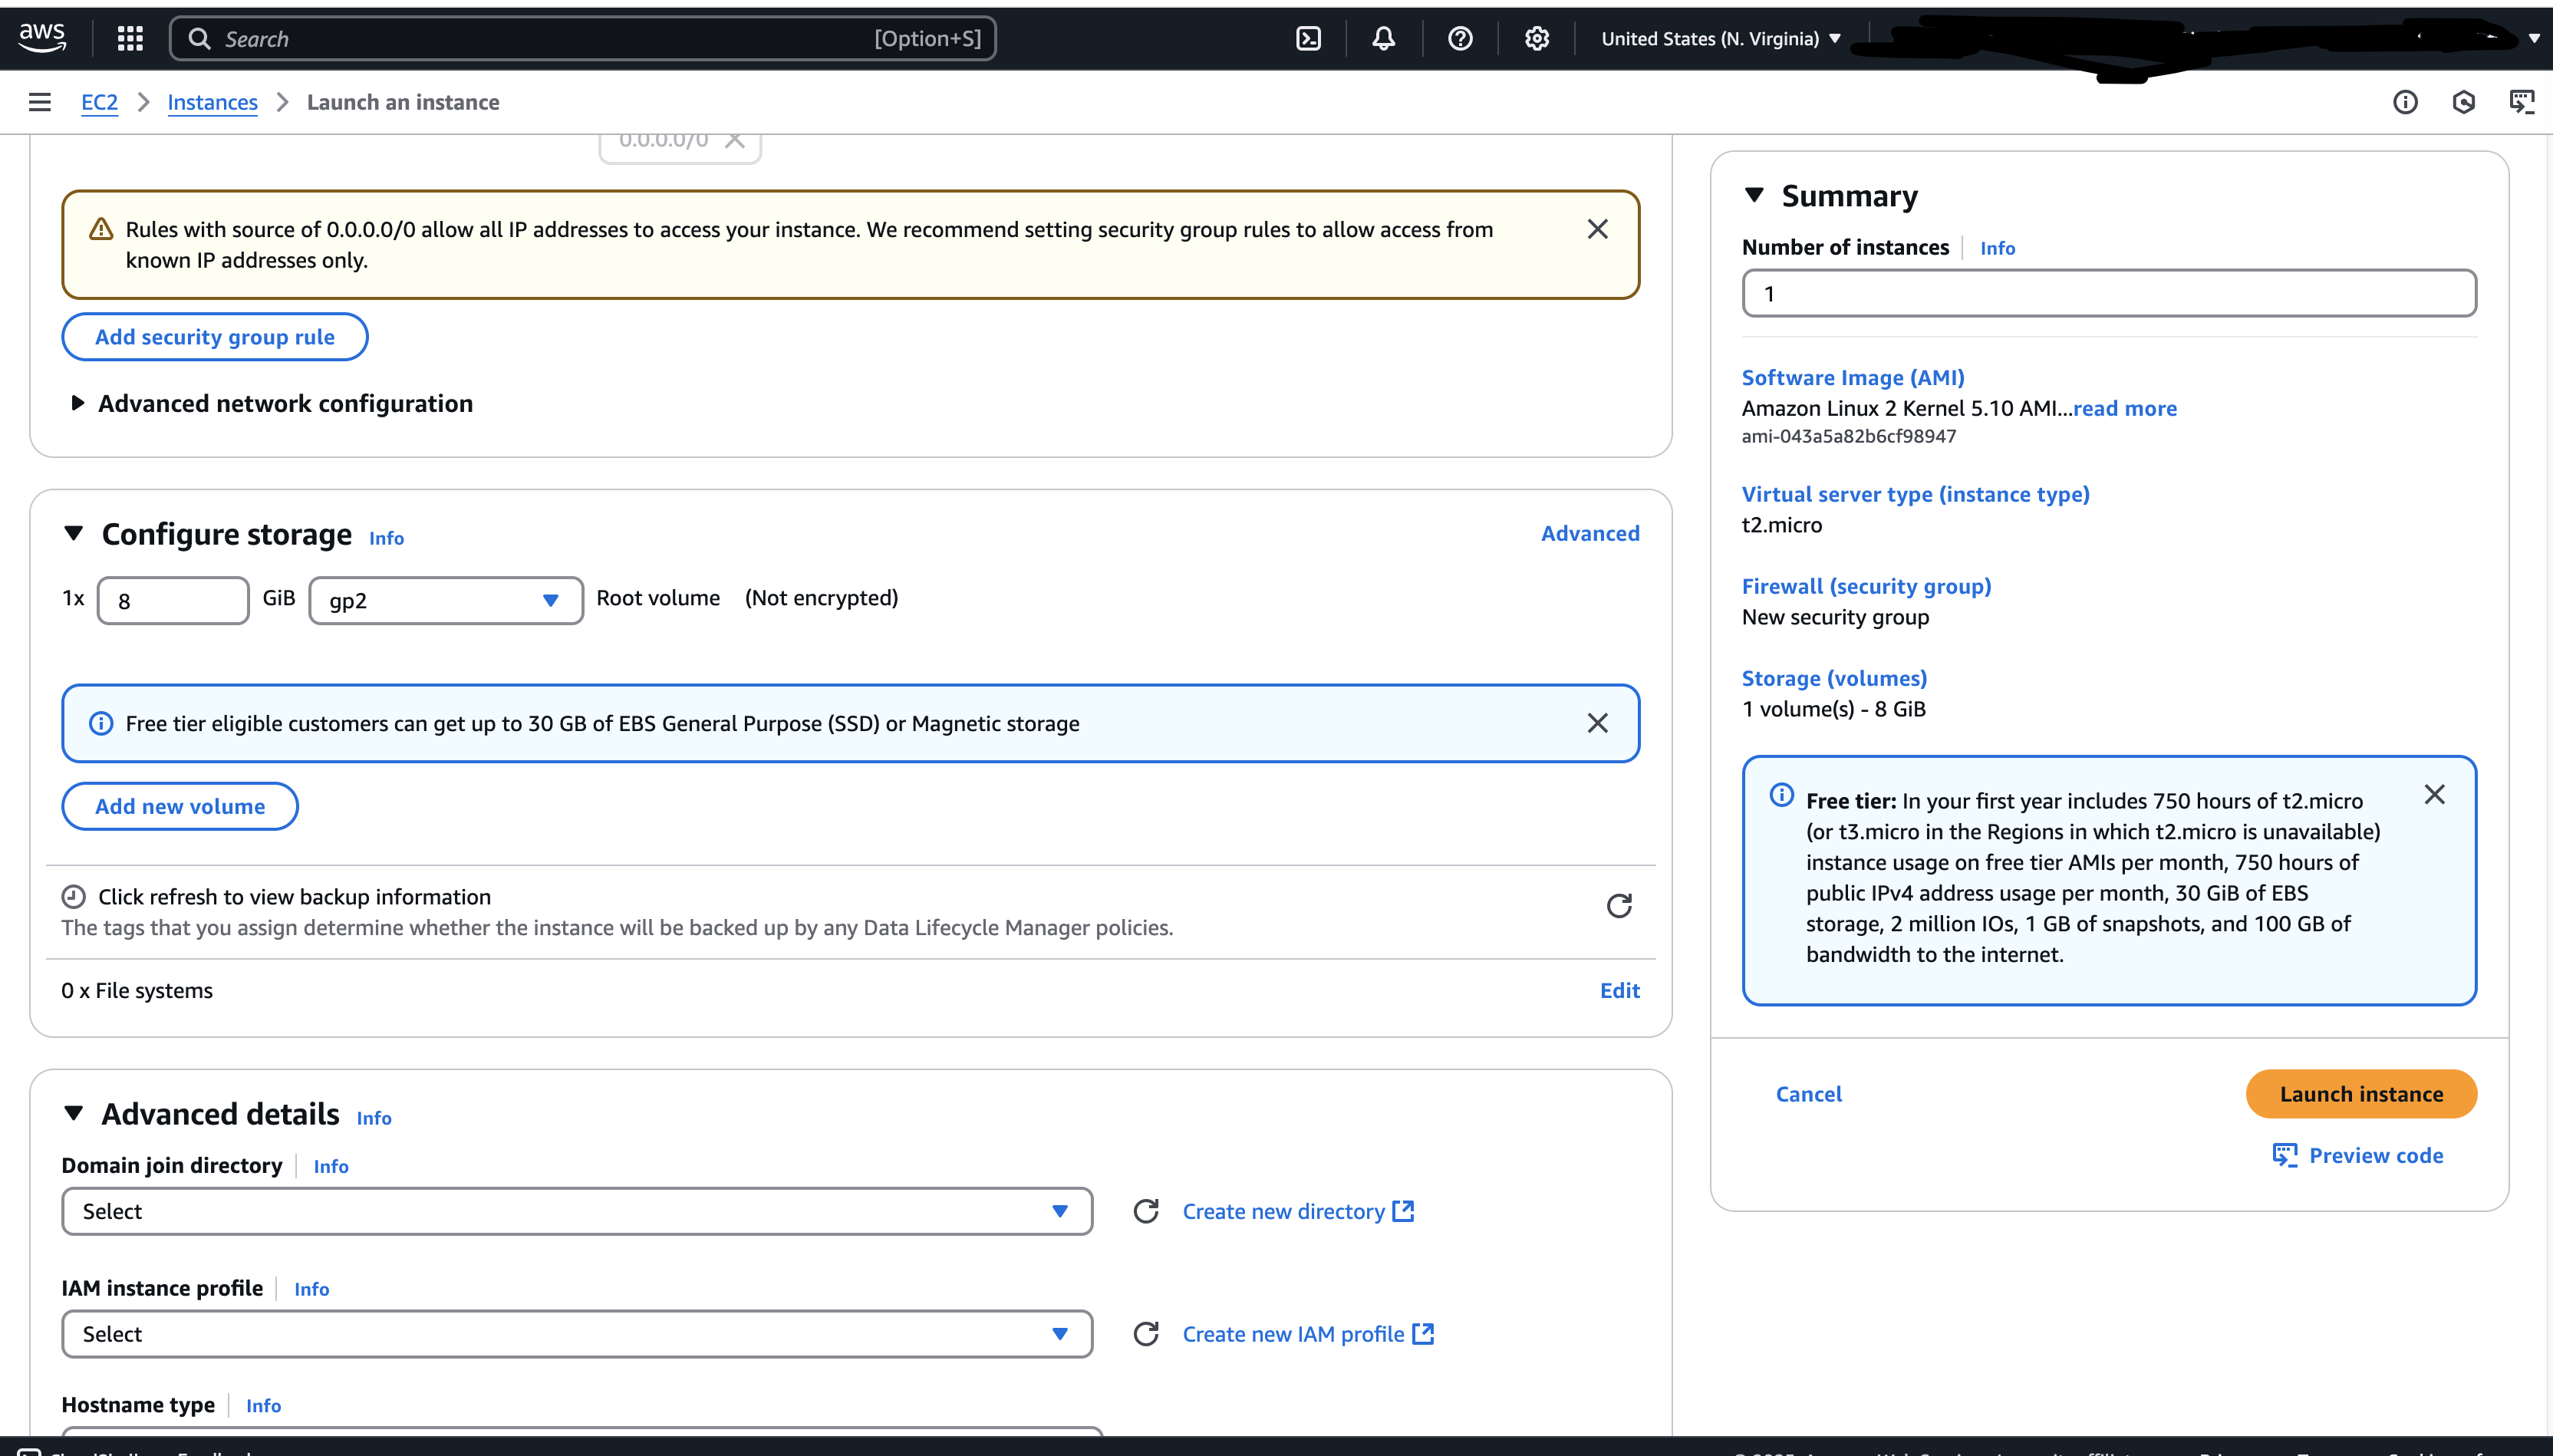 aws
Search [Option+S]
United States (N. Virginia)
EC2 > Instances > Launch an instance
0.0.0.0/0
Rules with source of 0.0.0.0/0 allow all IP addresses to access your instance. We recommend setting security group rules to allow access from
known IP addresses only.
Add security group rule
Advanced network configuration
Configure storage Info
Advanced
1x 8 GiB gp2 Root volume (Not encrypted)
Free tier eligible customers can get up to 30 GB of EBS General Purpose (SSD) or Magnetic storage
Add new volume
Click refresh to view backup information
The tags that you assign determine whether the instance will be backed up by any Data Lifecycle Manager policies.
0 x File systems
Edit
Advanced details Info
Domain join directory Info
Select
Create new directory
IAM instance profile Info
Select
Create new IAM profile
Hostname type Info
Summary
Number of instances Info
1
Software Image (AMI)
Amazon Linux 2 Kernel 5.10 AMI...read more
ami-043a5a82b6cf98947
Virtual server type (instance type)
t2.micro
Firewall (security group)
New security group
Storage (volumes)
1 volume(s) - 8 GiB
Free tier: In your first year includes 750 hours of t2.micro
(or t3.micro in the Regions in which t2.micro is unavailable)
instance usage on free tier AMIs per month, 750 hours of
public IPv4 address usage per month, 30 GiB of EBS
storage, 2 million IOs, 1 GB of snapshots, and 100 GB of
bandwidth to the internet.
Cancel
Launch instance
Preview code